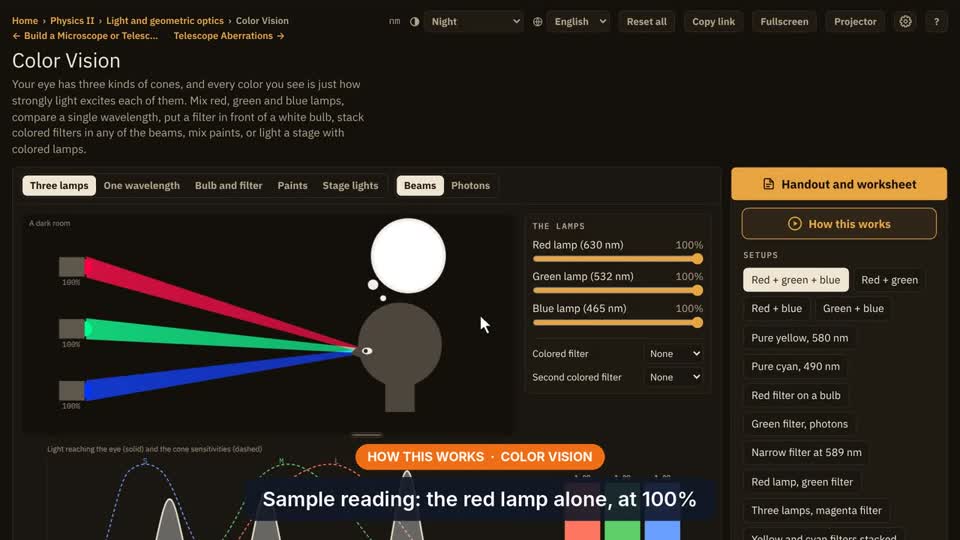 Home › Physics II › Light and geometric optics › Color Vision
nm Night English Reset all Copy link Fullscreen Projector ?
← Build a Microscope or Telesc... Telescope Aberrations →
Color Vision
Your eye has three kinds of cones, and every color you see is just how
strongly light excites each of them. Mix red, green and blue lamps,
compare a single wavelength, put a filter in front of a white bulb, stack
colored filters in any of the beams, mix paints, or light a stage with
colored lamps.
Three lamps One wavelength Bulb and filter Paints Stage lights Beams Photons
A dark room
100%
100%
100%
THE LAMPS
Red lamp (630 nm) 100%
Green lamp (532 nm) 100%
Blue lamp (465 nm) 100%
Colored filter None
Second colored filter None
Handout and worksheet
How this works
SETUPS
Red + green + blue Red + green
Red + blue Green + blue
Pure yellow, 580 nm
Pure cyan, 490 nm
Red filter on a bulb
Green filter, photons
Narrow filter at 589 nm
Red lamp, green filter
Three lamps, magenta filter
Yellow and cyan filters stacked
Light reaching the eye (solid) and the cone sensitivities (dashed)
S M L
HOW THIS WORKS · COLOR VISION
Sample reading: the red lamp alone, at 100%